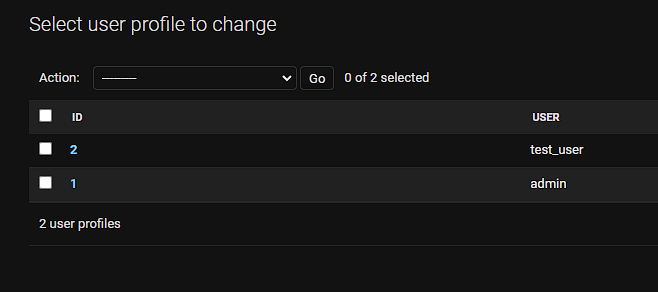 Select user profile to change
Action: --------- Go 0 of 2 selected
ID USER
2 test_user
1 admin
2 user profiles